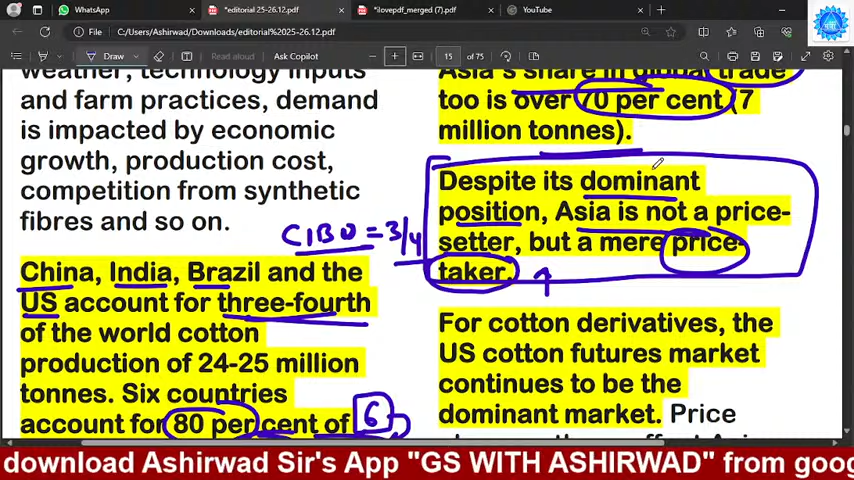 WhatsApp
*editorial 25-26.12.pdf
*ilovepdf_merged (7).pdf
YouTube
File
C:/Users/Ashirwad/Downloads/editorial%2025-26.12.pdf
Draw
Read aloud
Ask Copilot
15
of 75
weather, technology inputs
and farm practices, demand
is impacted by economic
growth, production cost,
competition from synthetic
fibres and so on.
CIBU = 3/4
China, India, Brazil and the
US account for three-fourth
of the world cotton
production of 24-25 million
tonnes. Six countries
account for 80 per cent of
6
Asia's share in global trade
too is over 70 per cent (7
million tonnes).
Despite its dominant
position, Asia is not a price-
setter, but a mere price-
taker.
For cotton derivatives, the
US cotton futures market
continues to be the
dominant market. Price
download Ashirwad Sir's App "GS WITH ASHIRWAD" from goog